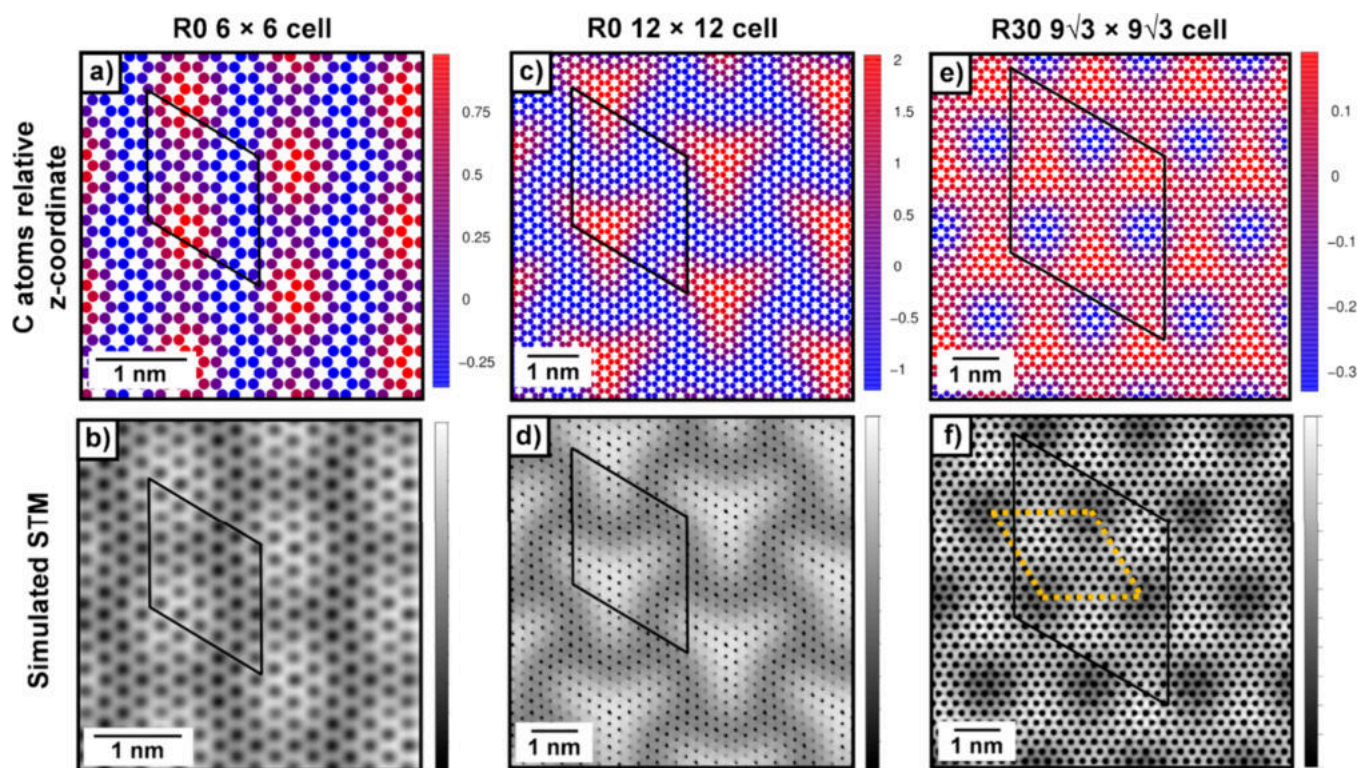 R0 6 × 6 cell
R0 12 × 12 cell
R30 9√3 × 9√3 cell
C atoms relative
z-coordinate
a)
0.75
0.5
0.25
0
−0.25
1 nm
c)
2
1.5
1
0.5
0
−0.5
−1
1 nm
e)
0.1
0
−0.1
−0.2
−0.3
1 nm
Simulated STM
b)
1 nm
d)
1 nm
f)
1 nm